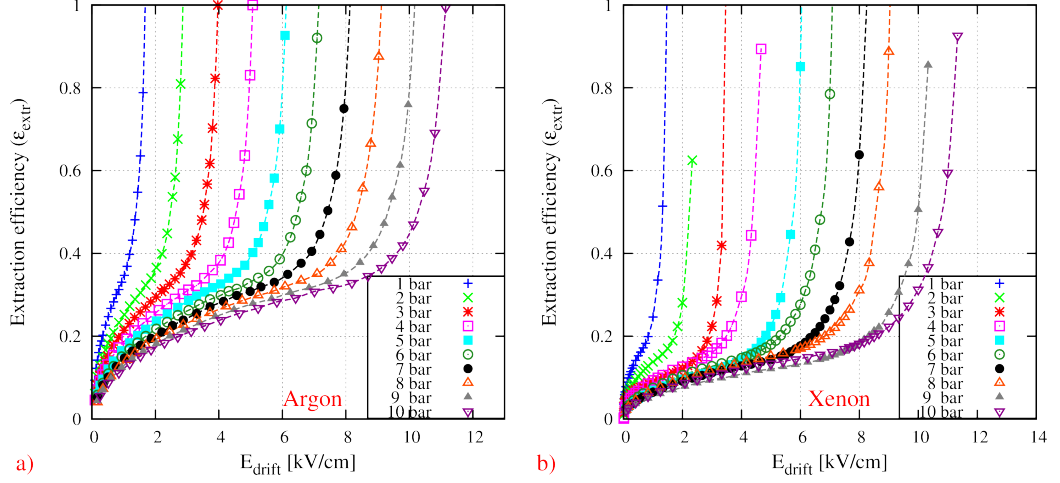 1
0.8
0.6
0.4
0.2
0
Extraction efficiency (ε_extr)
1 bar
2 bar
3 bar
4 bar
5 bar
6 bar
7 bar
8 bar
9 bar
10 bar
Argon
0 2 4 6 8 10 12
E_drift [kV/cm]
a)
1
0.8
0.6
0.4
0.2
0
Extraction efficiency (ε_extr)
1 bar
2 bar
3 bar
4 bar
5 bar
6 bar
7 bar
8 bar
9 bar
10 bar
Xenon
0 2 4 6 8 10 12 14
E_drift [kV/cm]
b)